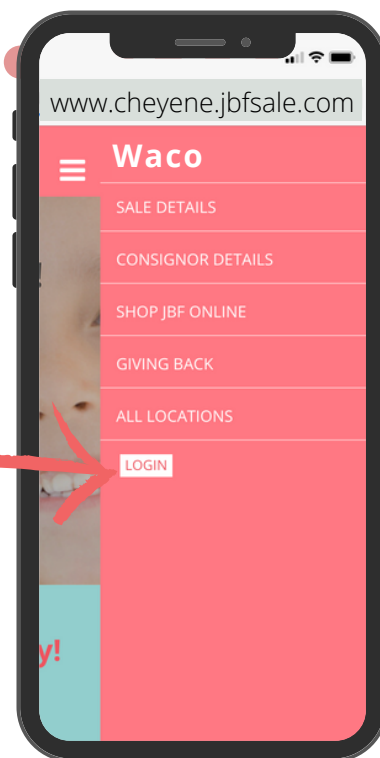 www.cheyene.jbfsale.com
Waco
SALE DETAILS
CONSIGNOR DETAILS
SHOP JBF ONLINE
GIVING BACK
ALL LOCATIONS
LOGIN
y!